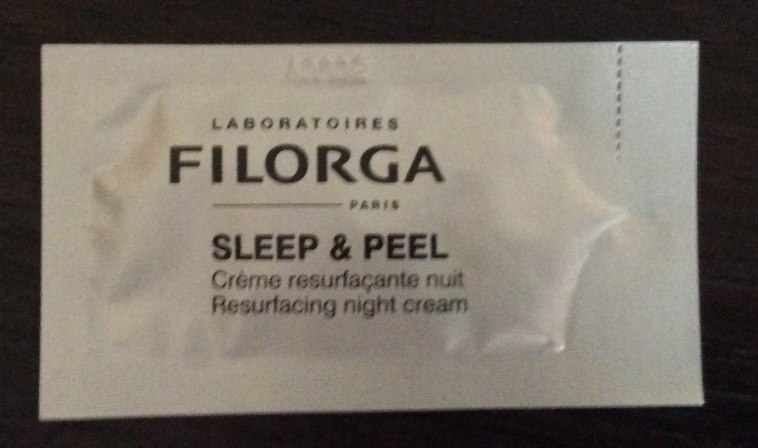 LABORATOIRES
FILORGA
PARIS
SLEEP & PEEL
Crème resurfaçante nuit
Resurfacing night cream